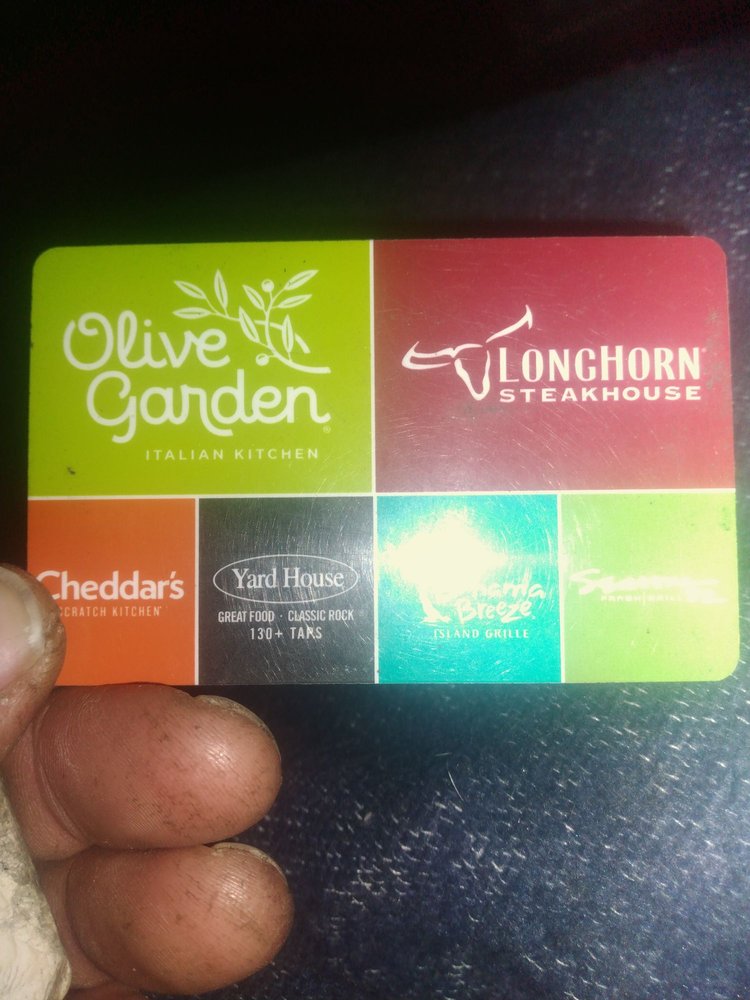 Olive
Garden
ITALIAN KITCHEN
LONGHORN
STEAKHOUSE
Cheddar's
SCRATCH KITCHEN
Yard House
GREAT FOOD · CLASSIC ROCK
130+ TAPS
Breeze
ISLAND GRILLE